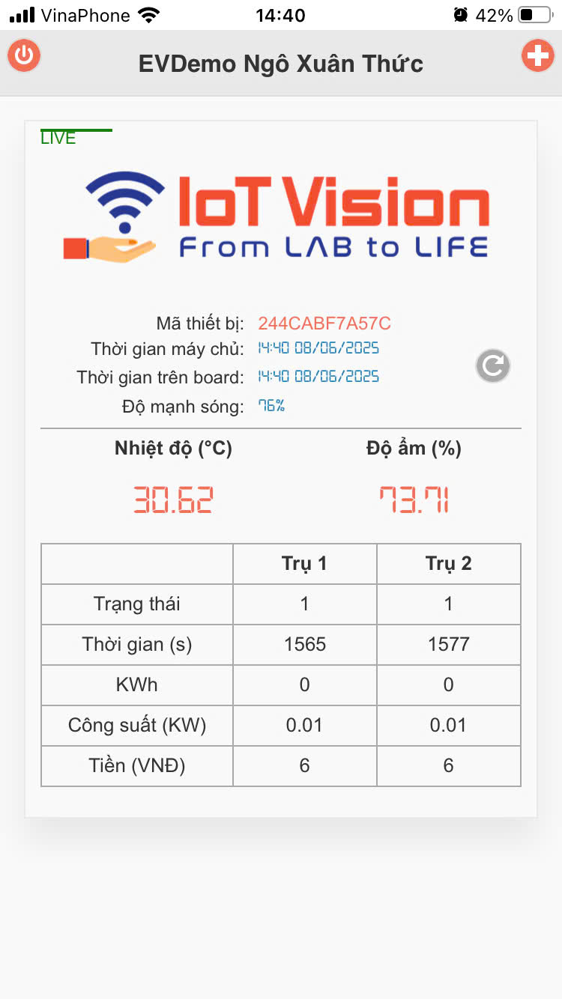 VinaPhone 14:40 42%
EVDemo Ngô Xuân Thức
LIVE
IoT Vision
From LAB to LIFE
Mã thiết bị: 244CABF7A57C
Thời gian máy chủ: 14:40 08/06/2025
Thời gian trên board: 14:40 08/06/2025
Độ mạnh sóng: 76%
Nhiệt độ (°C) Độ ẩm (%)
30.62 73.71
Trụ 1 Trụ 2
Trạng thái 1 1
Thời gian (s) 1565 1577
KWh 0 0
Công suất (KW) 0.01 0.01
Tiền (VNĐ) 6 6